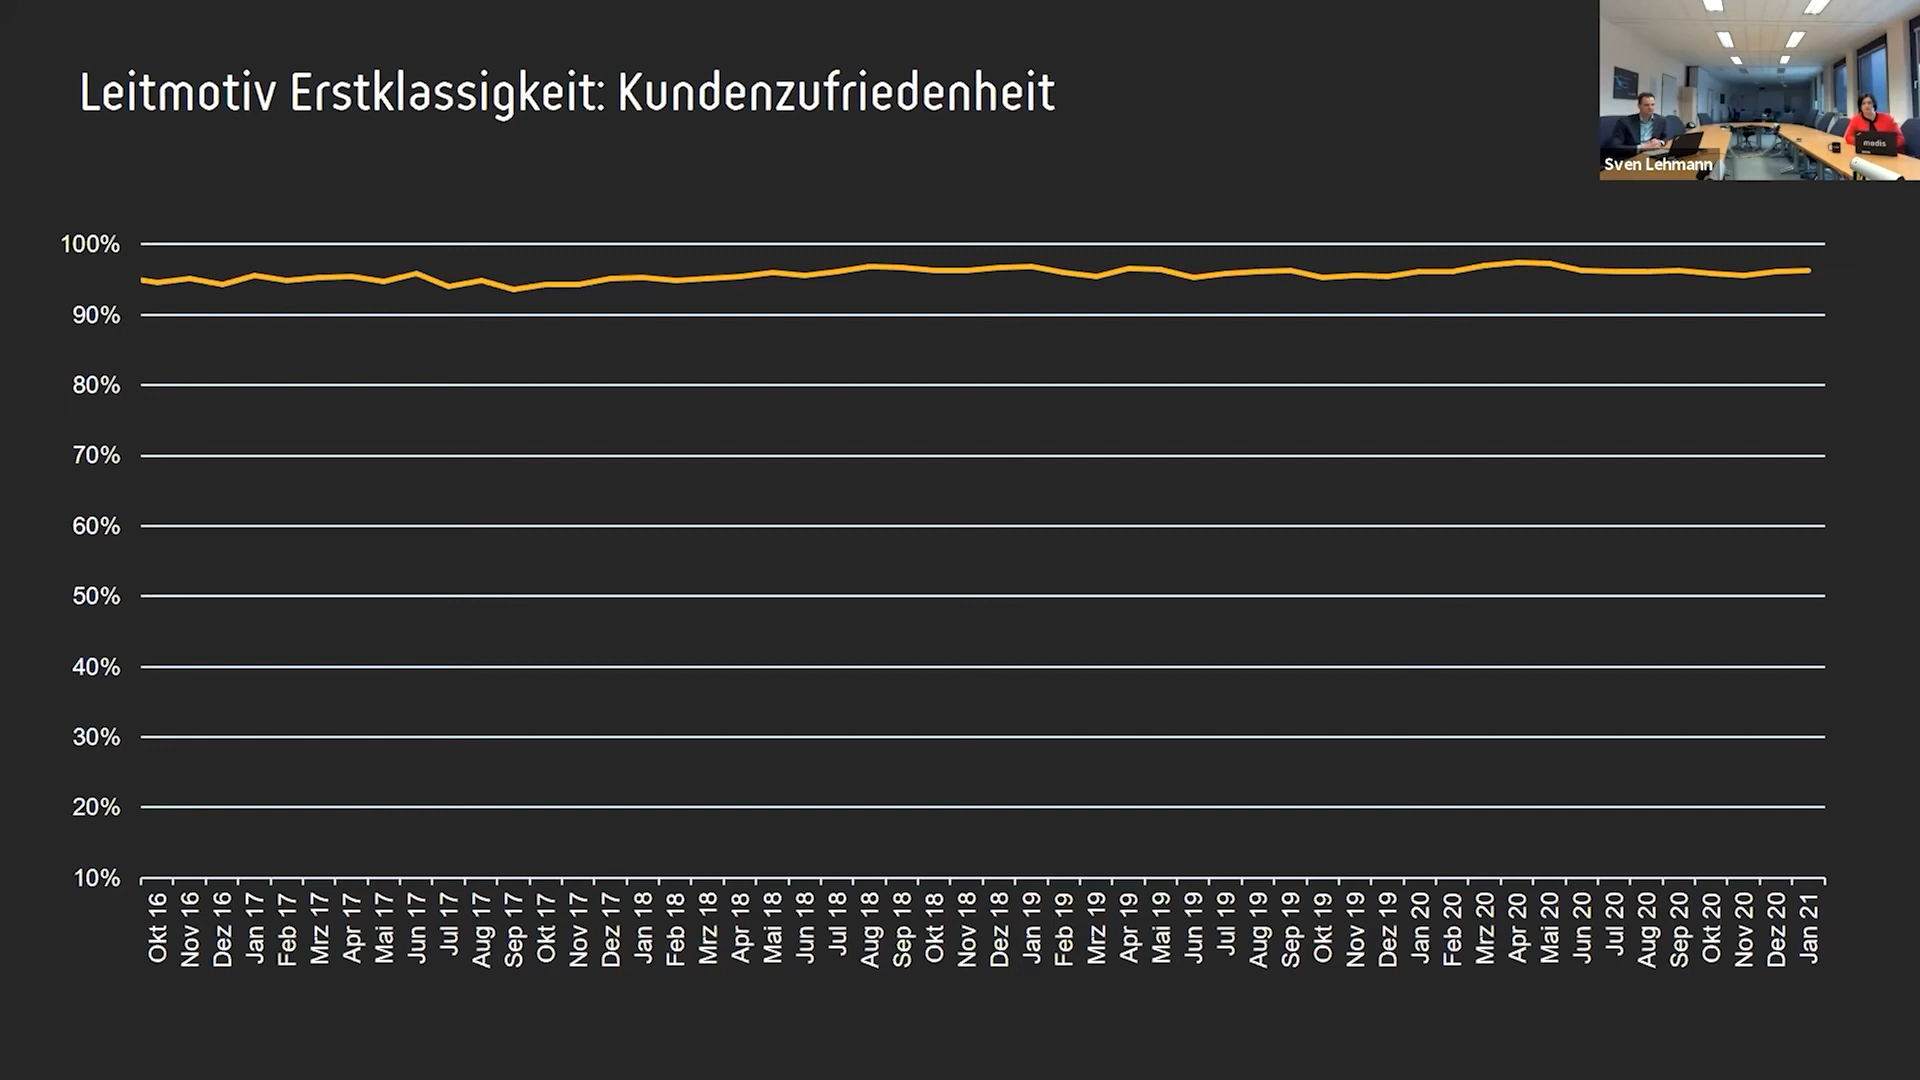 Leitmotiv Erstklassigkeit: Kundenzufriedenheit
modis
Sven Lehmann
100%
90%
80%
70%
60%
50%
40%
30%
20%
10%
Okt 16
Nov 16
Dez 16
Jan 17
Feb 17
Mrz 17
Apr 17
Mai 17
Jun 17
Jul 17
Aug 17
Sep 17
Okt 17
Nov 17
Dez 17
Jan 18
Feb 18
Mrz 18
Apr 18
Mai 18
Jun 18
Jul 18
Aug 18
Sep 18
Okt 18
Nov 18
Dez 18
Jan 19
Feb 19
Mrz 19
Apr 19
Mai 19
Jun 19
Jul 19
Aug 19
Sep 19
Okt 19
Nov 19
Dez 19
Jan 20
Feb 20
Mrz 20
Apr 20
Mai 20
Jun 20
Jul 20
Aug 20
Sep 20
Okt 20
Nov 20
Dez 20
Jan 21